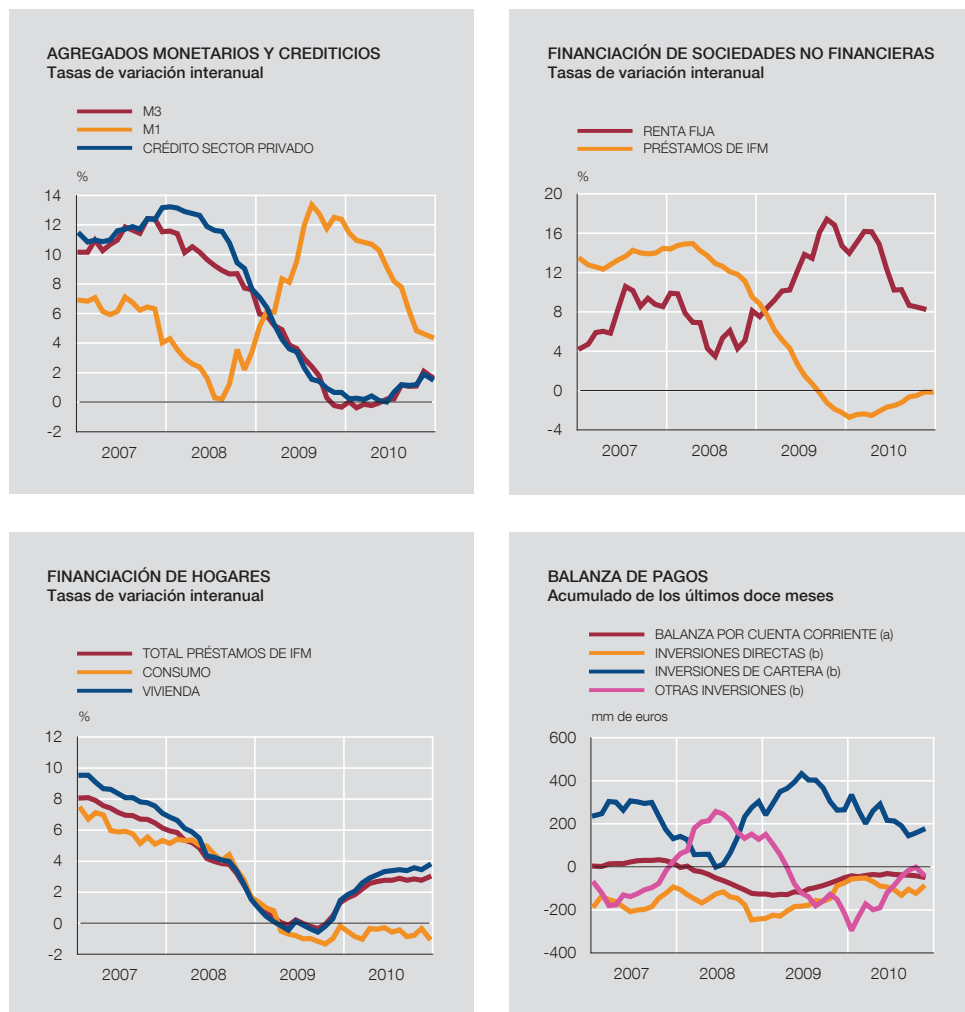 AGREGADOS MONETARIOS Y CREDITICIOS
Tasas de variación interanual
M3
M1
CRÉDITO SECTOR PRIVADO
%
14
12
10
8
6
4
2
0
-2
2007 2008 2009 2010
FINANCIACIÓN DE SOCIEDADES NO FINANCIERAS
Tasas de variación interanual
RENTA FIJA
PRÉSTAMOS DE IFM
%
20
16
12
8
4
0
-4
2007 2008 2009 2010
FINANCIACIÓN DE HOGARES
Tasas de variación interanual
TOTAL PRÉSTAMOS DE IFM
CONSUMO
VIVIENDA
%
12
10
8
6
4
2
0
-2
2007 2008 2009 2010
BALANZA DE PAGOS
Acumulado de los últimos doce meses
BALANZA POR CUENTA CORRIENTE (a)
INVERSIONES DIRECTAS (b)
INVERSIONES DE CARTERA (b)
OTRAS INVERSIONES (b)
mm de euros
600
400
200
0
-200
-400
2007 2008 2009 2010